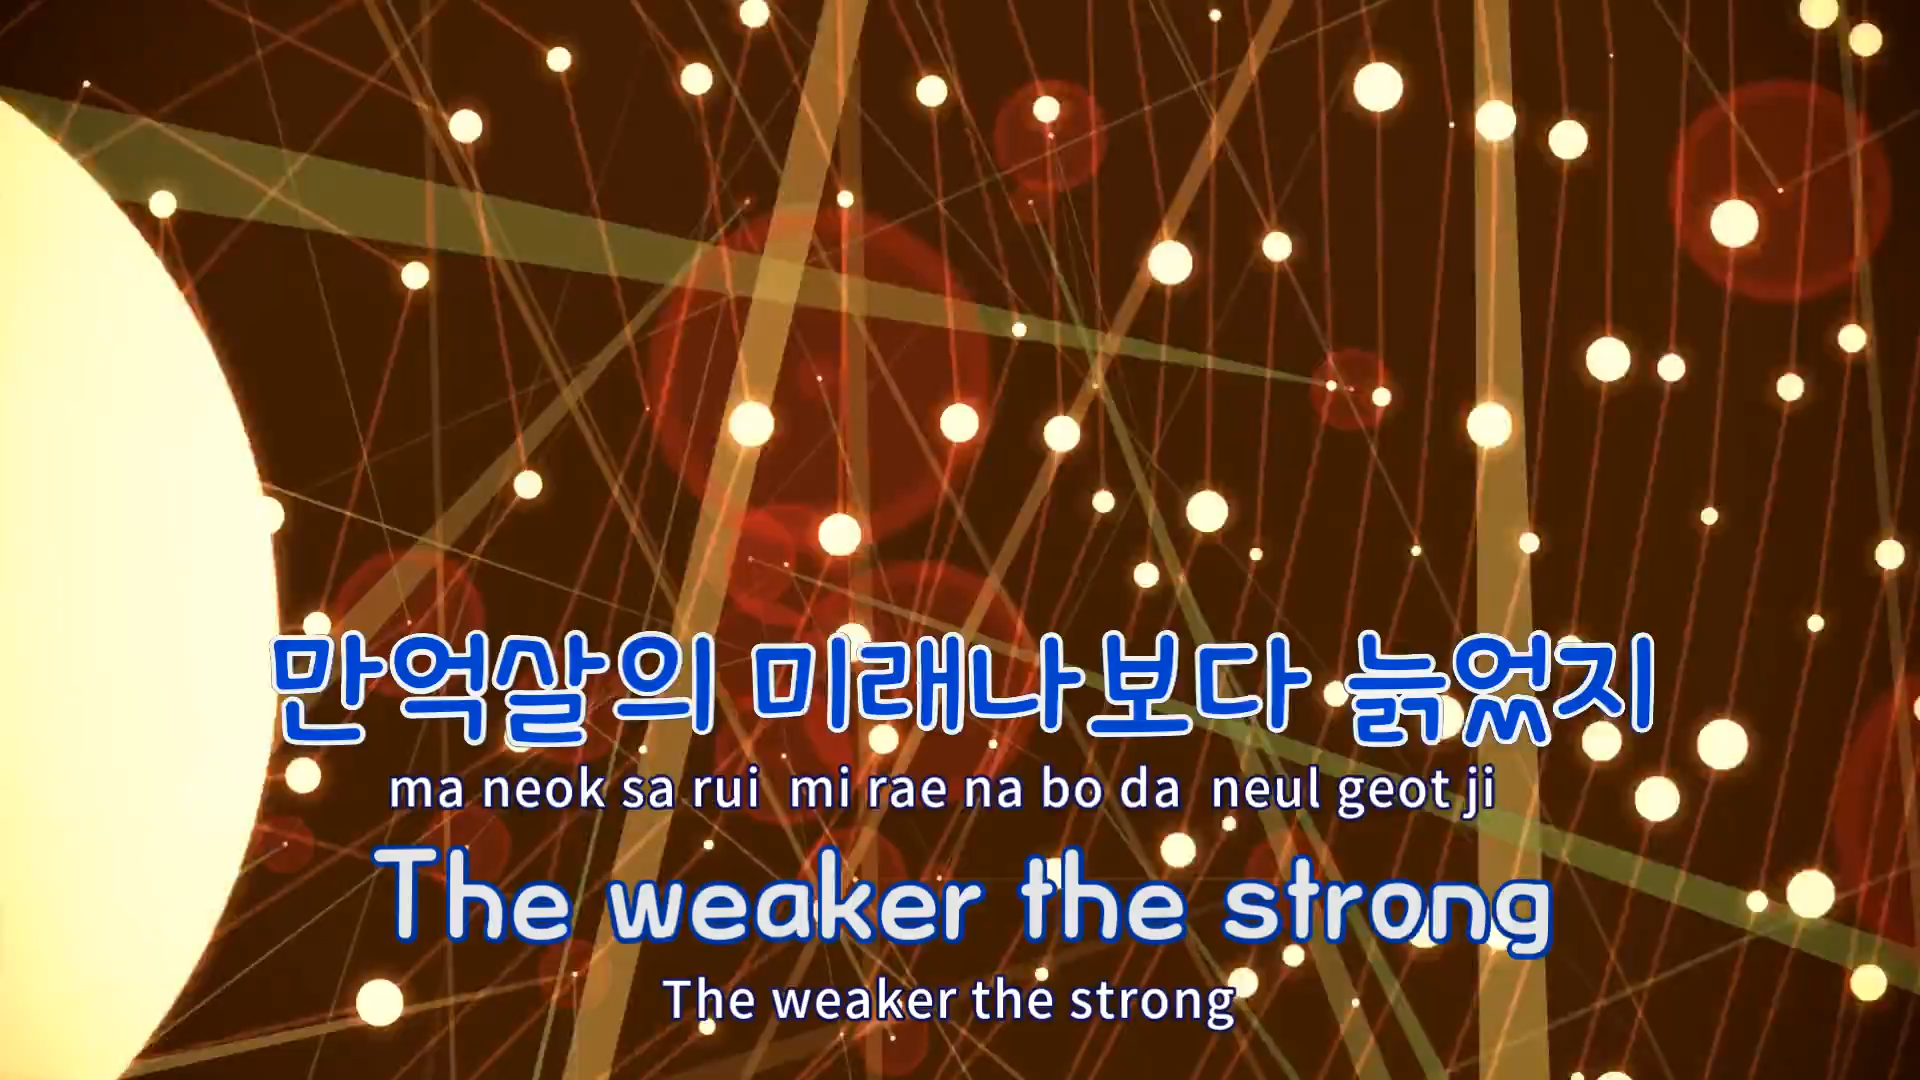 만억살의 미래나보다 늙었지
ma neok sa rui mi rae na bo da neul geot ji
The weaker the strong
The weaker the strong